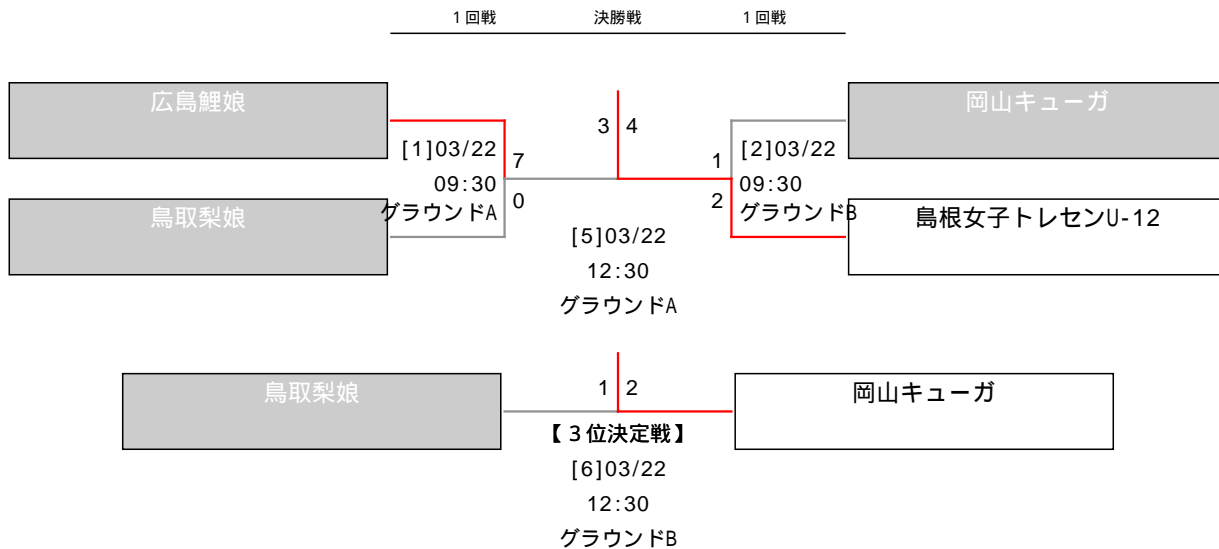 １回戦 決勝戦 １回戦
広島鯉娘 岡山キューガ
3 4
[1]03/22 7 1 [2]03/22
09:30 09:30
グラウンドA 0 2 グラウンドB
鳥取梨娘 島根女子トレセンU-12
[5]03/22
12:30
グラウンドA
鳥取梨娘 1 2 岡山キューガ
【３位決定戦】
[6]03/22
12:30
グラウンドB